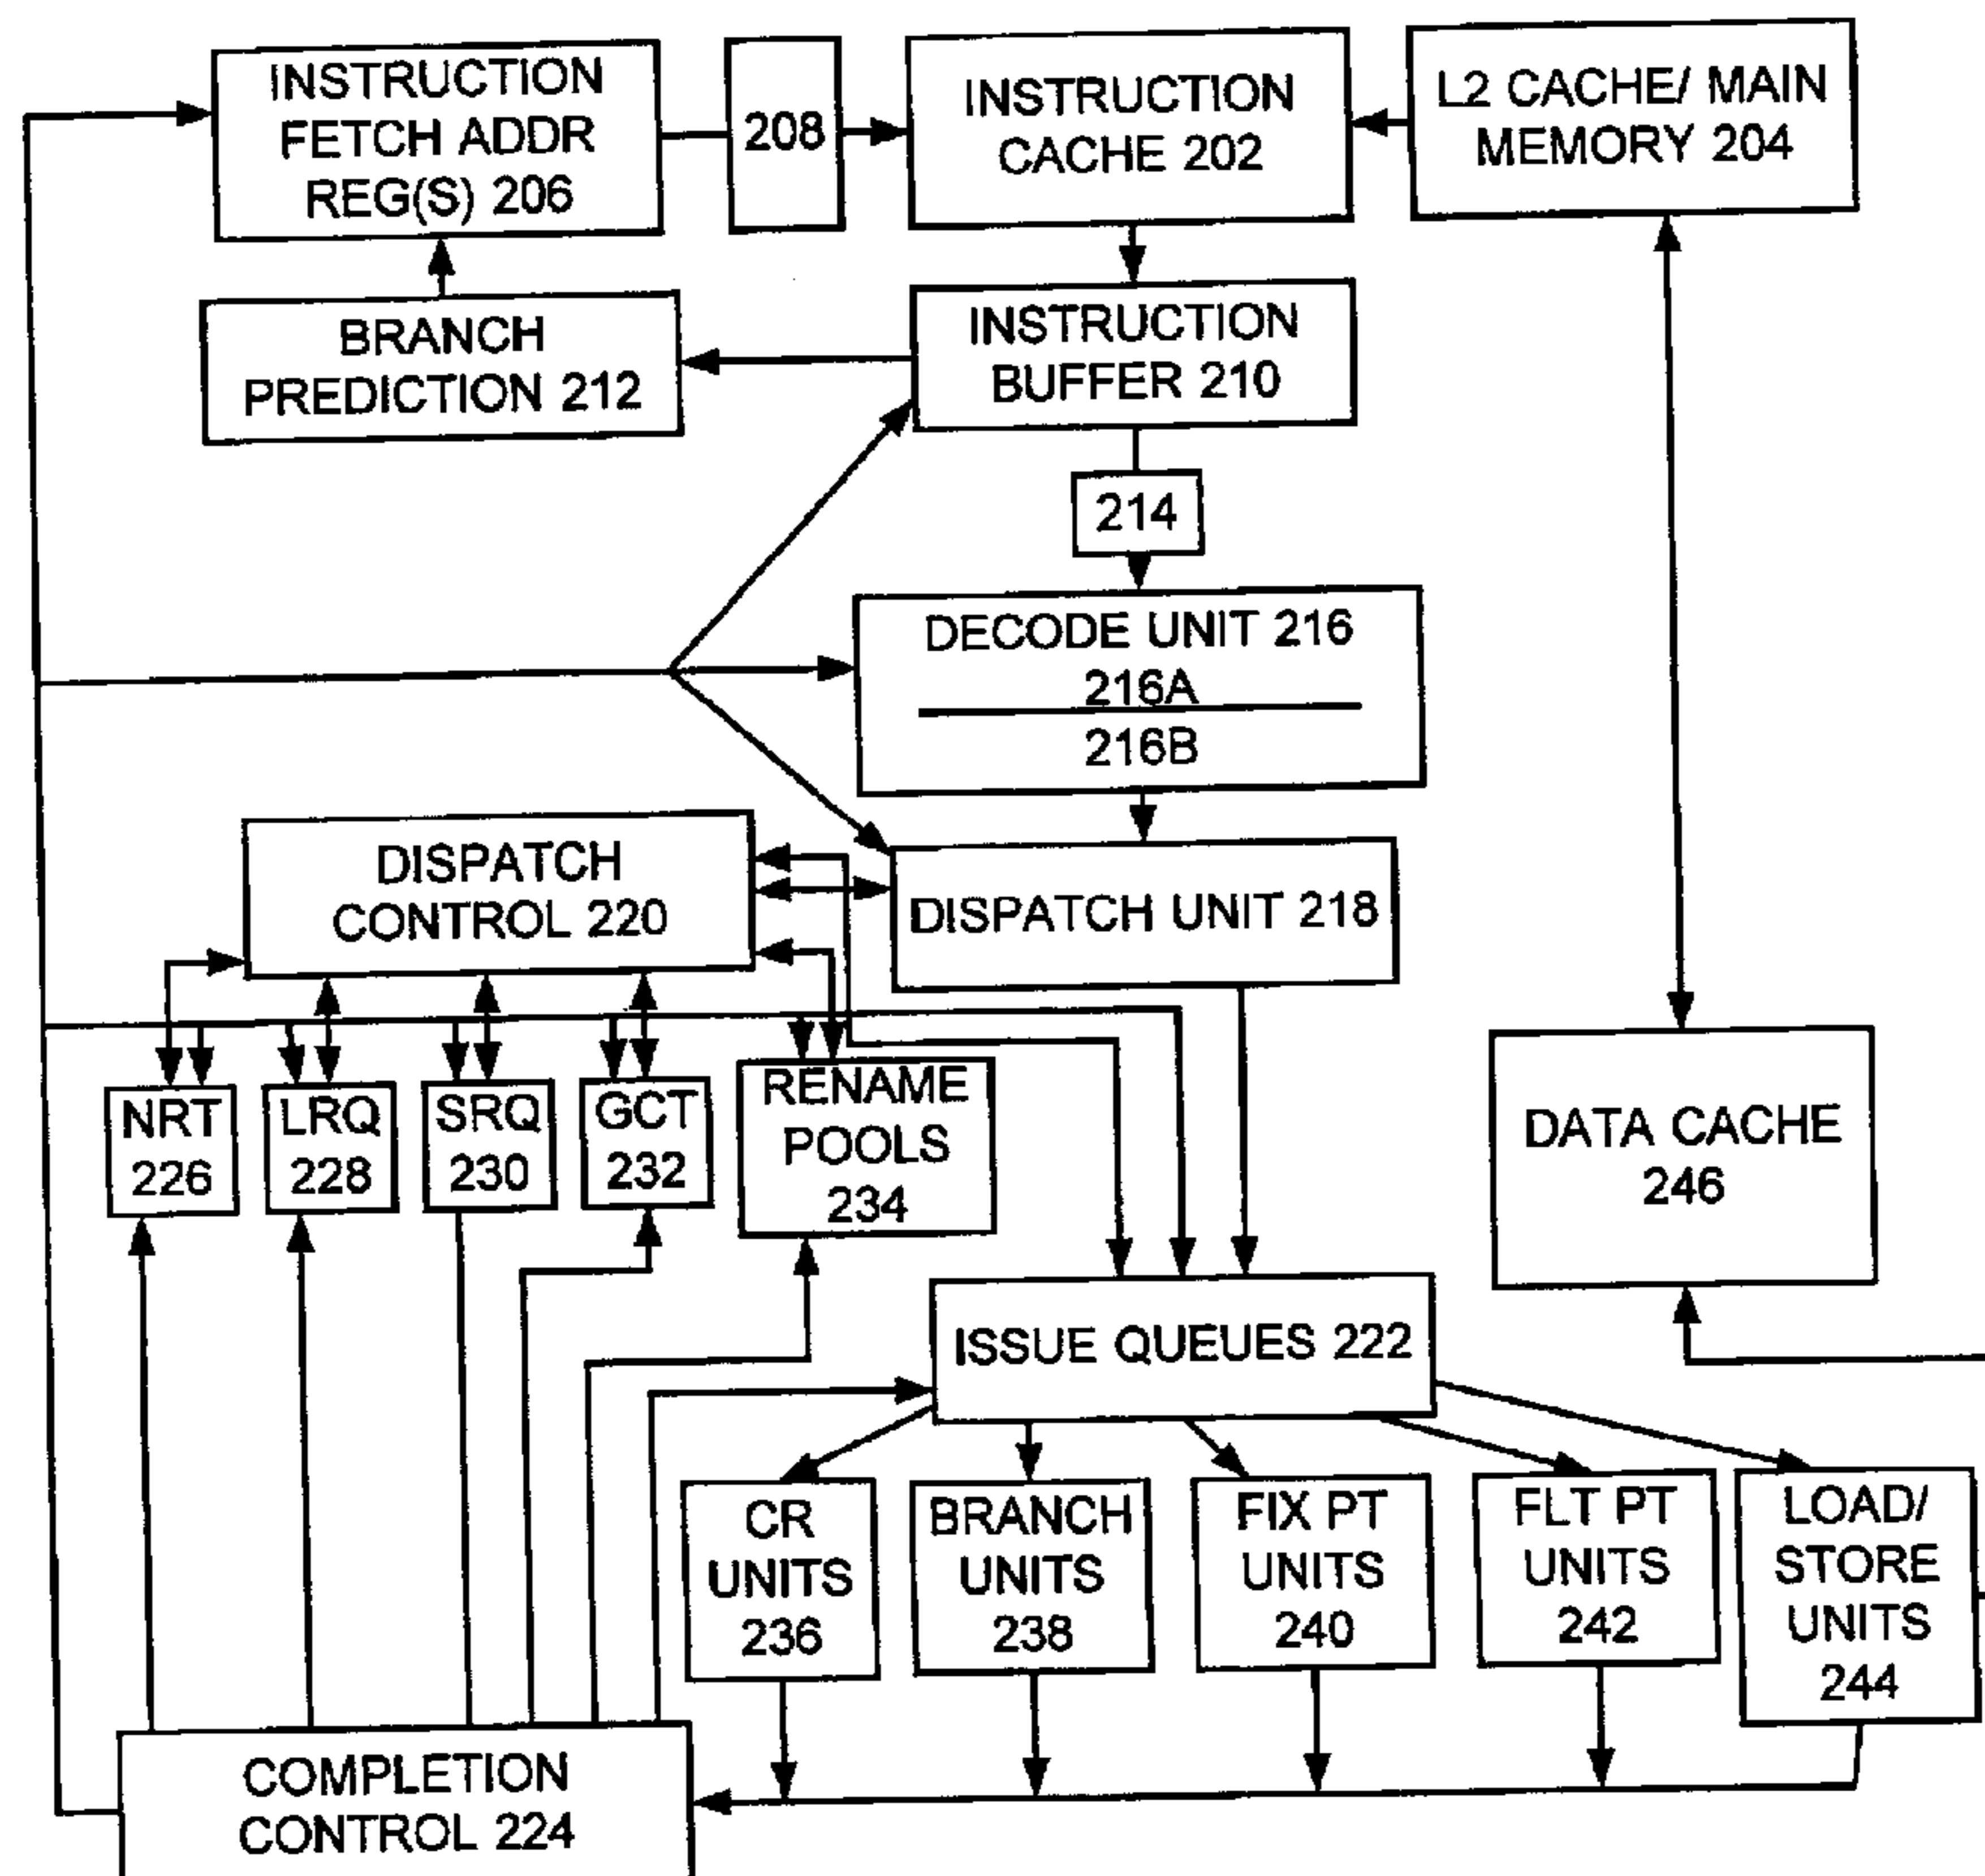 INSTRUCTION
FETCH ADDR
REG(S) 206
208
INSTRUCTION
CACHE 202
L2 CACHE/ MAIN
MEMORY 204
BRANCH
PREDICTION 212
INSTRUCTION
BUFFER 210
214
DECODE UNIT 216
216A
216B
DISPATCH
CONTROL 220
DISPATCH UNIT 218
NRT
226
LRQ
228
SRQ
230
GCT
232
RENAME
POOLS
234
DATA CACHE
246
ISSUE QUEUES 222
CR
UNITS
236
BRANCH
UNITS
238
FIX PT
UNITS
240
FLT PT
UNITS
242
LOAD/
STORE
UNITS
244
COMPLETION
CONTROL 224